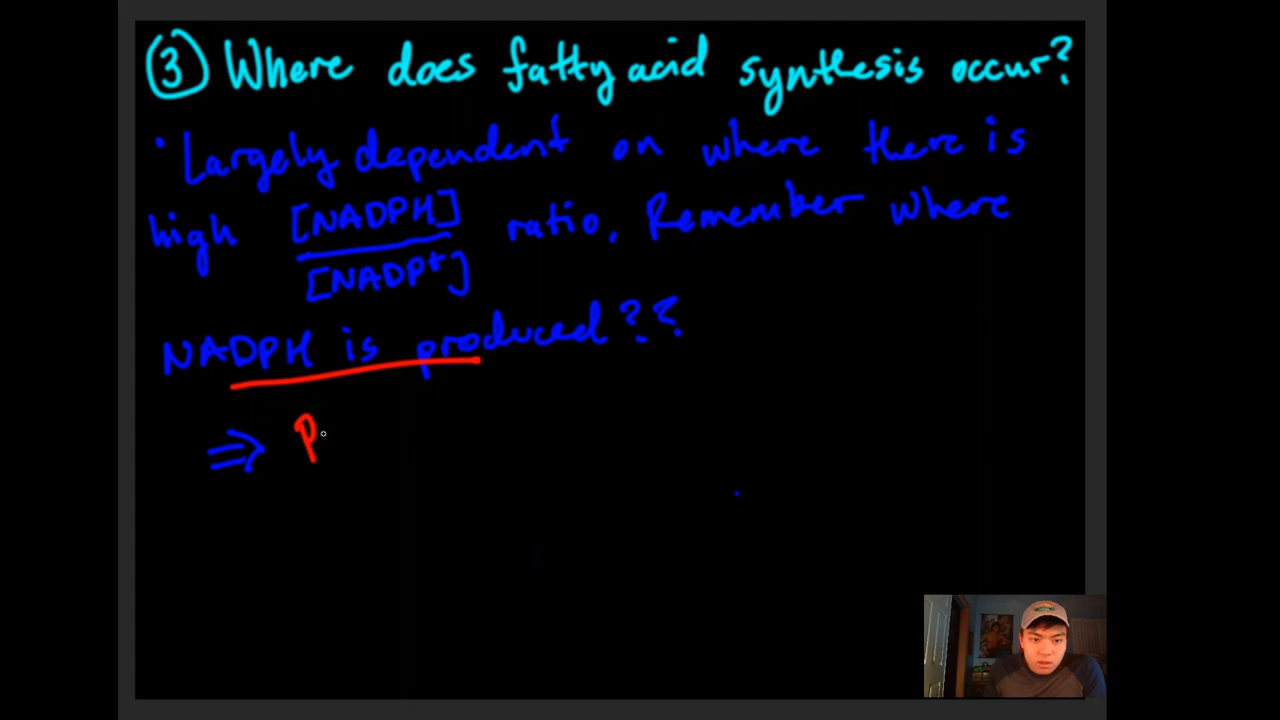 ③ Where does fatty acid synthesis occur?
• Largely dependent on where there is
high [NADPH] / [NADP+] ratio. Remember where
NADPH is produced??
⇒ P